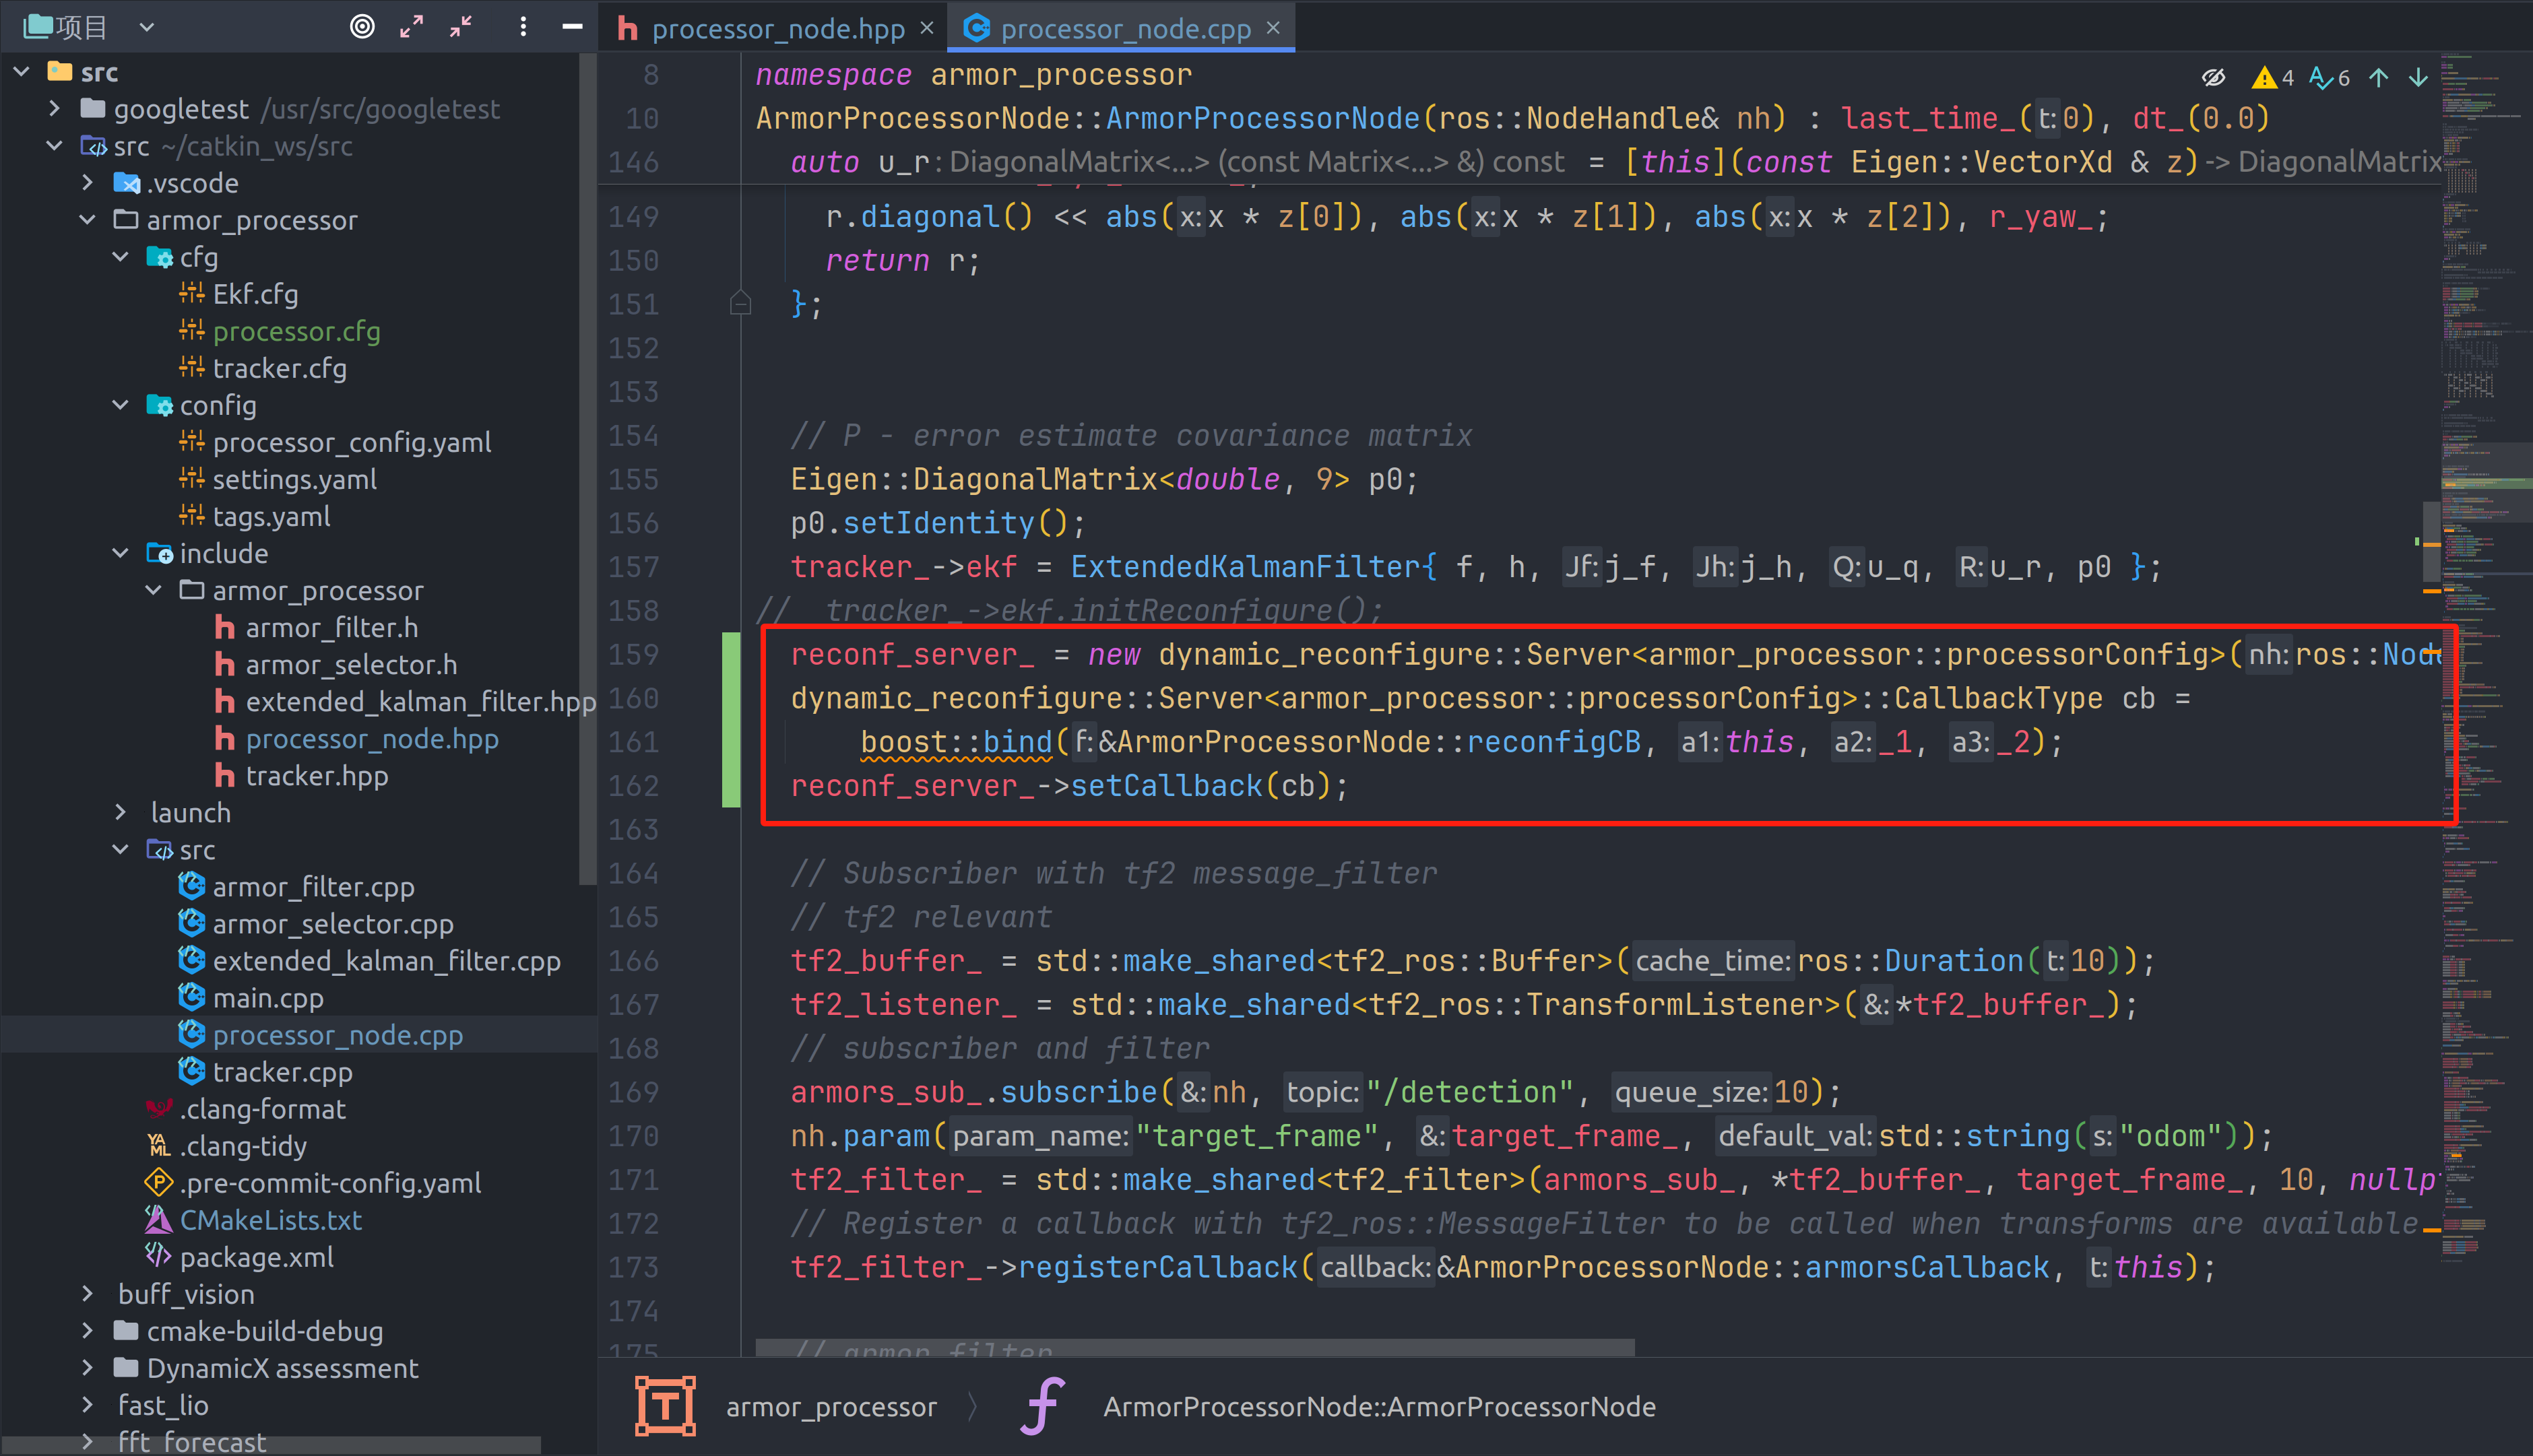 项目
src
googletest /usr/src/googletest
src ~/catkin_ws/src
.vscode
armor_processor
cfg
Ekf.cfg
processor.cfg
tracker.cfg
config
processor_config.yaml
settings.yaml
tags.yaml
include
armor_processor
armor_filter.h
armor_selector.h
extended_kalman_filter.hpp
processor_node.hpp
tracker.hpp
launch
src
armor_filter.cpp
armor_selector.cpp
extended_kalman_filter.cpp
main.cpp
processor_node.cpp
tracker.cpp
.clang-format
.clang-tidy
.pre-commit-config.yaml
CMakeLists.txt
package.xml
buff_vision
cmake-build-debug
DynamicX assessment
fast_lio
fft_forecast
processor_node.hpp × processor_node.cpp ×
4 6
8 namespace armor_processor
10 ArmorProcessorNode::ArmorProcessorNode(ros::NodeHandle& nh) : last_time_(t:0), dt_(0.0)
146 auto u_r: DiagonalMatrix<...> (const Matrix<...> &) const = [this](const Eigen::VectorXd & z)-> DiagonalMatrix
149 r.diagonal() << abs(x:x * z[0]), abs(x:x * z[1]), abs(x:x * z[2]), r_yaw_;
150 return r;
151 };
152
153
154 // P - error estimate covariance matrix
155 Eigen::DiagonalMatrix<double, 9> p0;
156 p0.setIdentity();
157 tracker_->ekf = ExtendedKalmanFilter{ f, h, Jf:j_f, Jh:j_h, Q:u_q, R:u_r, p0 };
158 // tracker_->ekf.initReconfigure();
159 reconf_server_ = new dynamic_reconfigure::Server<armor_processor::processorConfig>(nh:ros::Node
160 dynamic_reconfigure::Server<armor_processor::processorConfig>::CallbackType cb =
161 boost::bind(f:&ArmorProcessorNode::reconfigCB, a1:this, a2:_1, a3:_2);
162 reconf_server_->setCallback(cb);
163
164 // Subscriber with tf2 message_filter
165 // tf2 relevant
166 tf2_buffer_ = std::make_shared<tf2_ros::Buffer>(cache_time:ros::Duration(t:10));
167 tf2_listener_ = std::make_shared<tf2_ros::TransformListener>(&:*tf2_buffer_);
168 // subscriber and filter
169 armors_sub_.subscribe(&:nh, topic:"/detection", queue_size:10);
170 nh.param(param_name:"target_frame", &:target_frame_, default_val:std::string(s:"odom"));
171 tf2_filter_ = std::make_shared<tf2_filter>(armors_sub_, *tf2_buffer_, target_frame_, 10, nullp
172 // Register a callback with tf2_ros::MessageFilter to be called when transforms are available
173 tf2_filter_->registerCallback(callback:&ArmorProcessorNode::armorsCallback, t:this);
174
175 // armor filter
armor_processor ArmorProcessorNode::ArmorProcessorNode